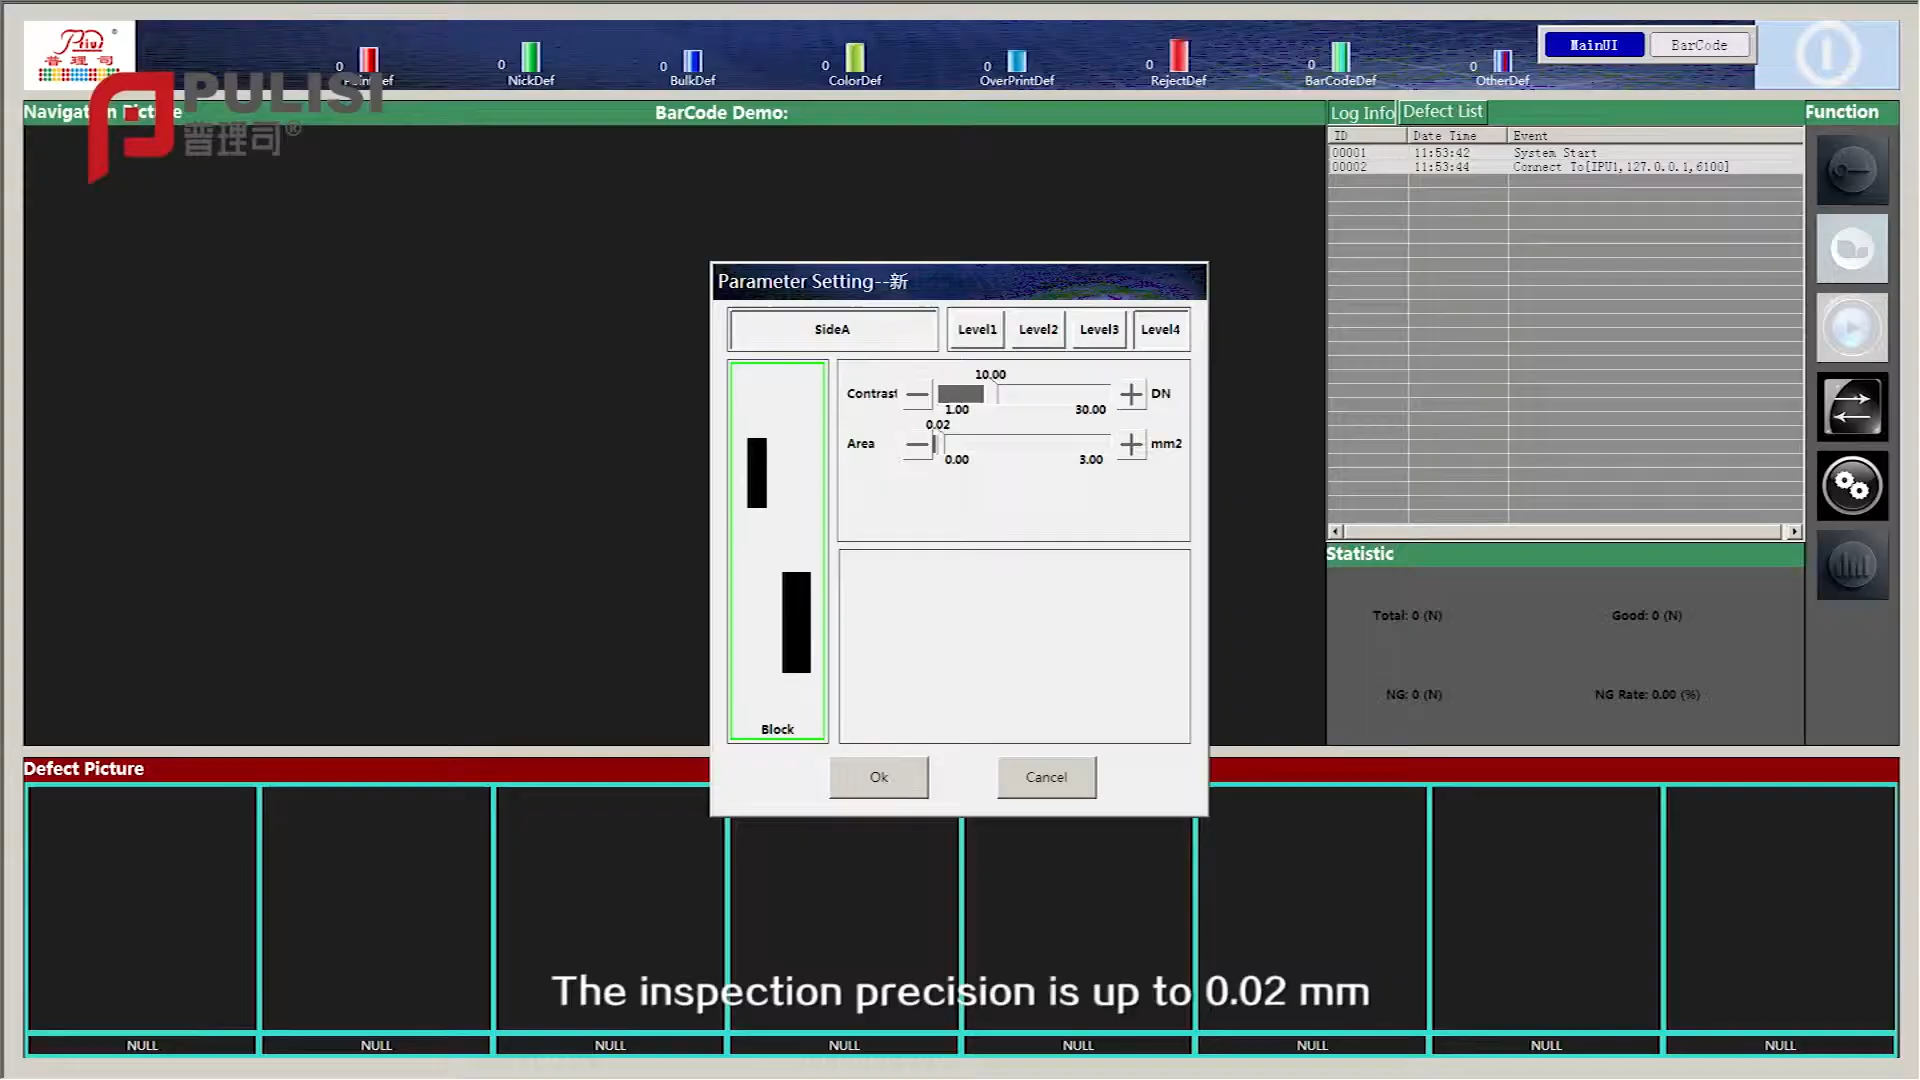 普理司
PULISI
普理司®
0
0
NickDef
0
BulkDef
0
ColorDef
0
OverPrintDef
0
RejectDef
0
BarCodeDef
0
OtherDef
MainUI
BarCode
BarCode Demo:
Log Info
Defect List
Function
ID
Date Time
Event
00001
11:53:42
System Start
00002
11:53:44
Connect To[IPU1,127.0.0.1,6100]
Parameter Setting--新
SideA
Level1
Level2
Level3
Level4
10.00
Contrast
DN
1.00
30.00
0.02
Area
mm2
0.00
3.00
Block
Ok
Cancel
Statistic
Total: 0 (N)
Good: 0 (N)
NG: 0 (N)
NG Rate: 0.00 (%)
Defect Picture
The inspection precision is up to 0.02 mm
NULL
NULL
NULL
NULL
NULL
NULL
NULL
NULL